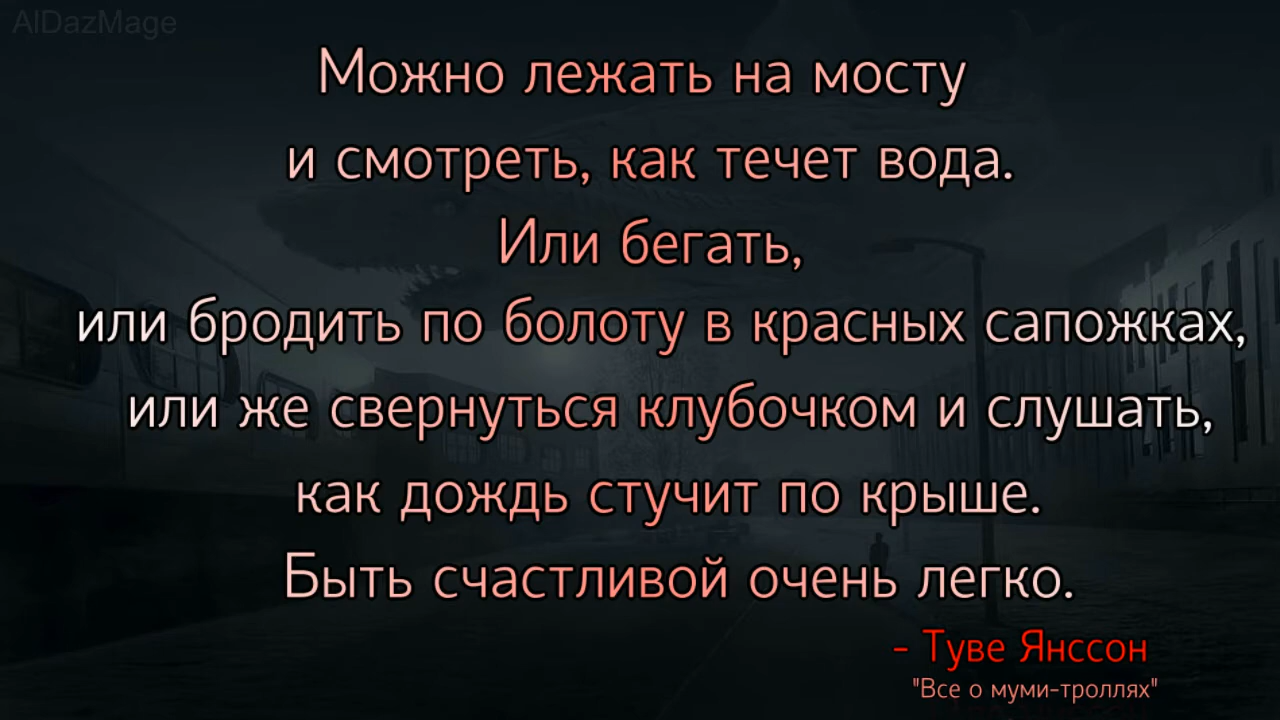 AlDazMage
Можно лежать на мосту
и смотреть, как течет вода.
Или бегать,
или бродить по болоту в красных сапожках,
или же свернуться клубочком и слушать,
как дождь стучит по крыше.
Быть счастливой очень легко.
- Туве Янссон
"Все о муми-троллях"